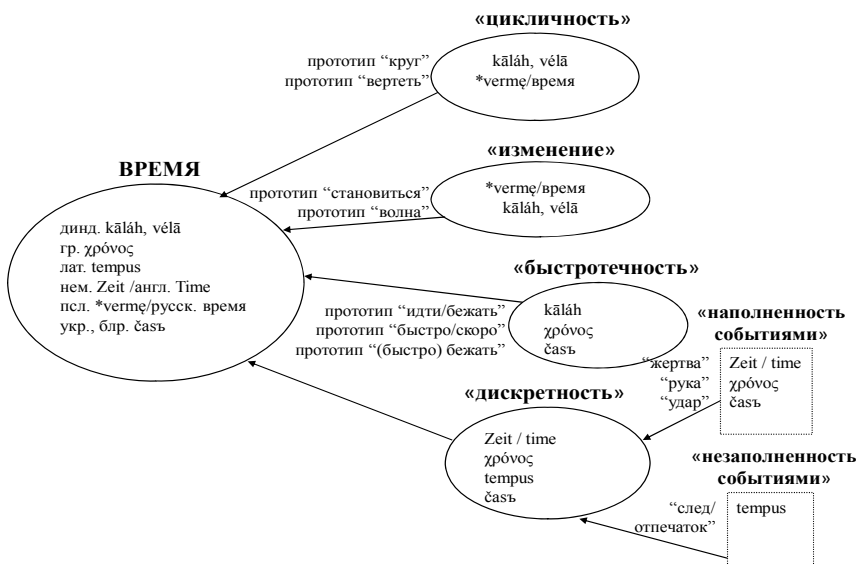 «цикличность»
прототип “круг”
прототип “вертеть”
kāláh, vélā
*vermę/время
«изменение»
прототип “становиться”
прототип “волна”
*vermę/время
kāláh, vélā
ВРЕМЯ
динд. kāláh, vélā
гр. χρόνος
лат. tempus
нем. Zeit /англ. Time
псл. *vermę/русск. время
укр., блр. časъ
«быстротечность»
прототип “идти/бежать”
прототип “быстро/скоро”
прототип “(быстро) бежать”
kāláh
χρόνος
časъ
«наполненность
событиями»
“жертва”
“рука”
“удар”
Zeit / time
χρόνος
časъ
«дискретность»
Zeit / time
χρόνος
tempus
časъ
«незаполненность
событиями»
“след/
отпечаток”
tempus